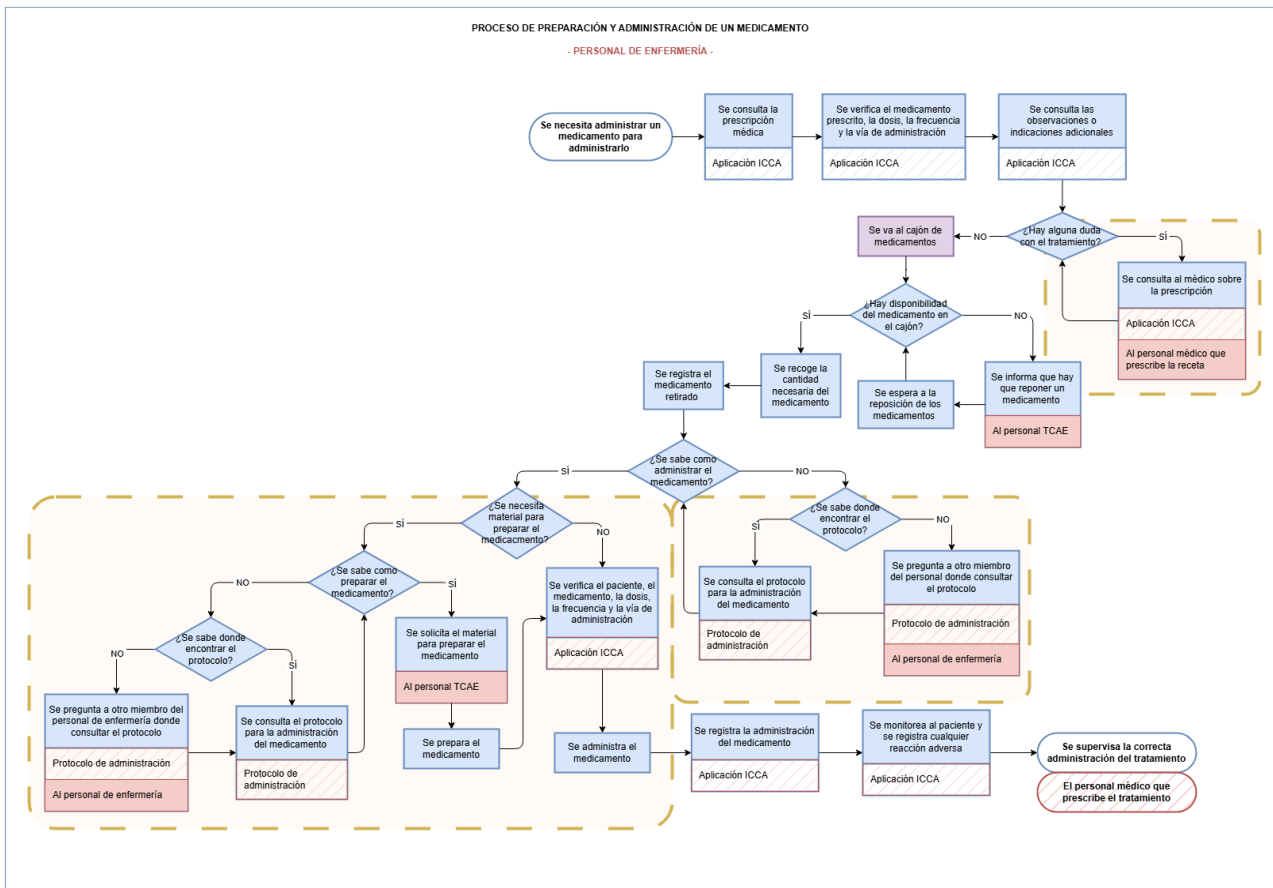 PROCESO DE PREPARACIÓN Y ADMINISTRACIÓN DE UN MEDICAMENTO
- PERSONAL DE ENFERMERÍA -
Se necesita administrar un
medicamento para
administrarlo
Se consulta la
prescripción
médica
Aplicación ICCA
Se verifica el medicamento
prescrito, la dosis, la frecuencia
y la vía de administración
Aplicación ICCA
Se consulta las
observaciones o
indicaciones adicionales
Aplicación ICCA
¿Hay alguna duda
con el tratamiento?
NO
SÍ
Se va al cajón de
medicamentos
Se consulta al médico sobre
la prescripción
Aplicación ICCA
Al personal médico que
prescribe la receta
¿Hay disponibilidad
del medicamento en
el cajón?
SÍ
NO
Se registra el
medicamento
retirado
Se recoge la
cantidad
necesaria del
medicamento
Se espera a la
reposición de los
medicamentos
Se informa que hay
que reponer un
medicamento
Al personal TCAE
¿Se sabe como
administrar el
medicamento?
SÍ
NO
¿Se necesita
material para
preparar el
medicacmento?
SÍ
NO
¿Se sabe donde
encontrar el
protocolo?
SÍ
NO
¿Se sabe como
preparar el
medicamento?
NO
SÍ
Se verifica el paciente, el
medicamento, la dosis,
la frecuencia y la vía de
administración
Aplicación ICCA
Se consulta el protocolo
para la administración
del medicamento
Protocolo de
administración
Se pregunta a otro miembro
del personal donde consultar
el protocolo
Protocolo de administración
Al personal de enfermería
¿Se sabe donde
encontrar el
protocolo?
NO
SÍ
Se solicita el material
para preparar el
medicamento
Al personal TCAE
Se pregunta a otro miembro del
personal de enfermería donde
consultar el protocolo
Protocolo de administración
Al personal de enfermería
Se consulta el protocolo
para la administración
del medicamento
Protocolo de
administración
Se prepara el
medicamento
Se administra el
medicamento
Se registra la administración
del medicamento
Aplicación ICCA
Se monitorea al paciente y
se registra cualquier
reacción adversa
Aplicación ICCA
Se supervisa la correcta
administración del tratamiento
El personal médico que
prescribe el tratamiento